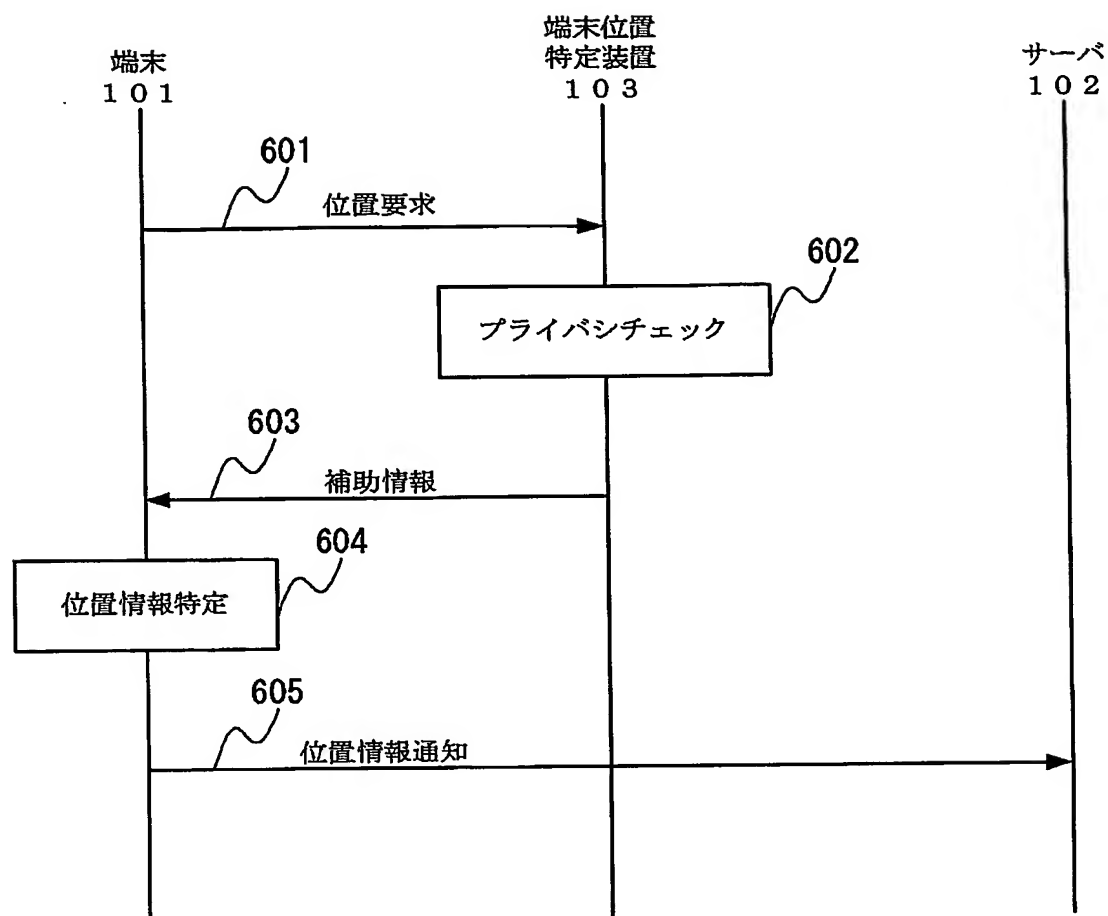 端末
１０１
端末位置
特定装置
１０３
サーバ
１０２
601
位置要求
602
プライバシチェック
603
補助情報
604
位置情報特定
605
位置情報通知